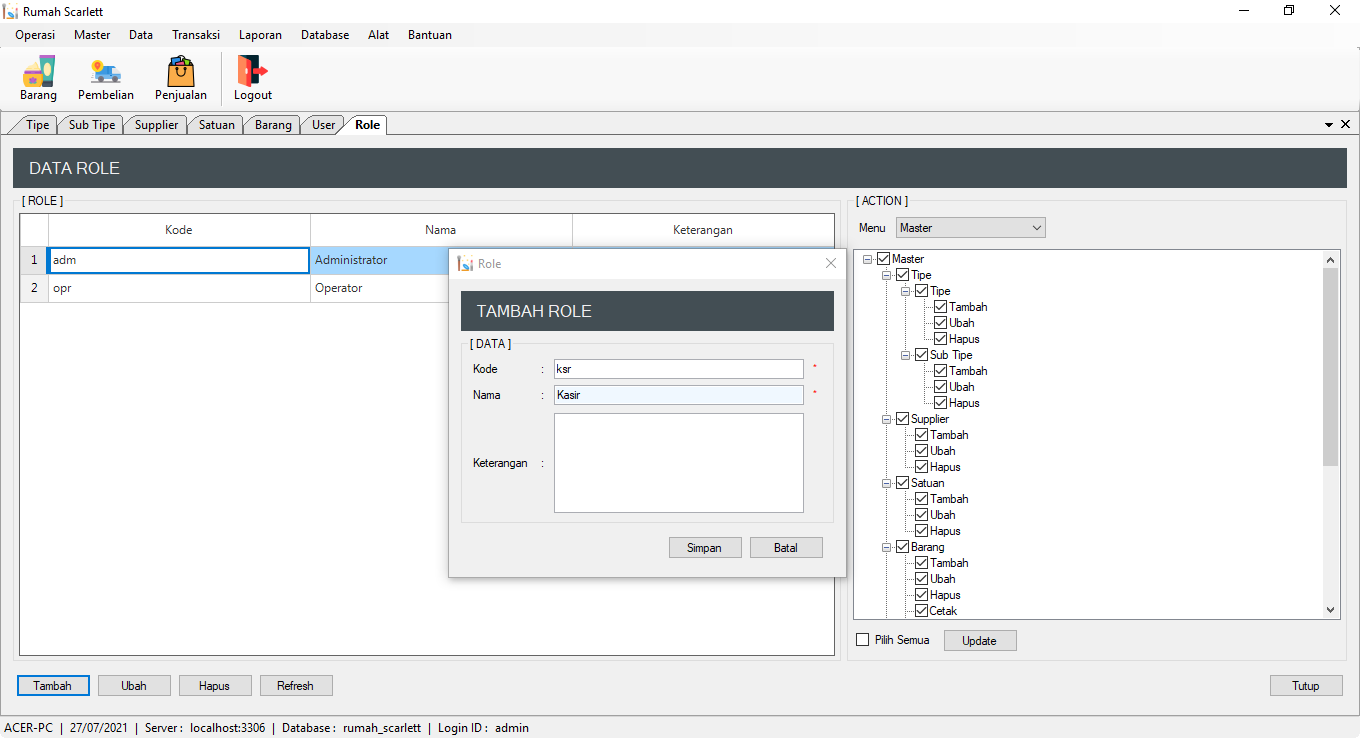 Rumah Scarlett
Operasi Master Data Transaksi Laporan Database Alat Bantuan
Barang Pembelian Penjualan Logout
Tipe Sub Tipe Supplier Satuan Barang User Role
DATA ROLE
[ ROLE ]
Kode Nama Keterangan
1 adm Administrator
2 opr Operator
Role
TAMBAH ROLE
[ DATA ]
Kode : ksr *
Nama : Kasir *
Keterangan :
Simpan Batal
[ ACTION ]
Menu Master
Master
Tipe
Tipe
Tambah
Ubah
Hapus
Sub Tipe
Tambah
Ubah
Hapus
Supplier
Tambah
Ubah
Hapus
Satuan
Tambah
Ubah
Hapus
Barang
Tambah
Ubah
Hapus
Cetak
Pilih Semua Update
Tambah Ubah Hapus Refresh Tutup
ACER-PC | 27/07/2021 | Server : localhost:3306 | Database : rumah_scarlett | Login ID : admin